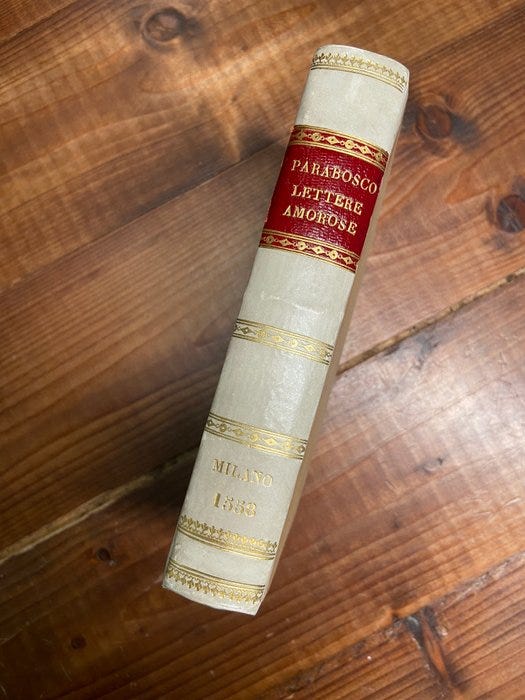 PARABOSCO
LETTERE
AMOROSE
MILANO
1553